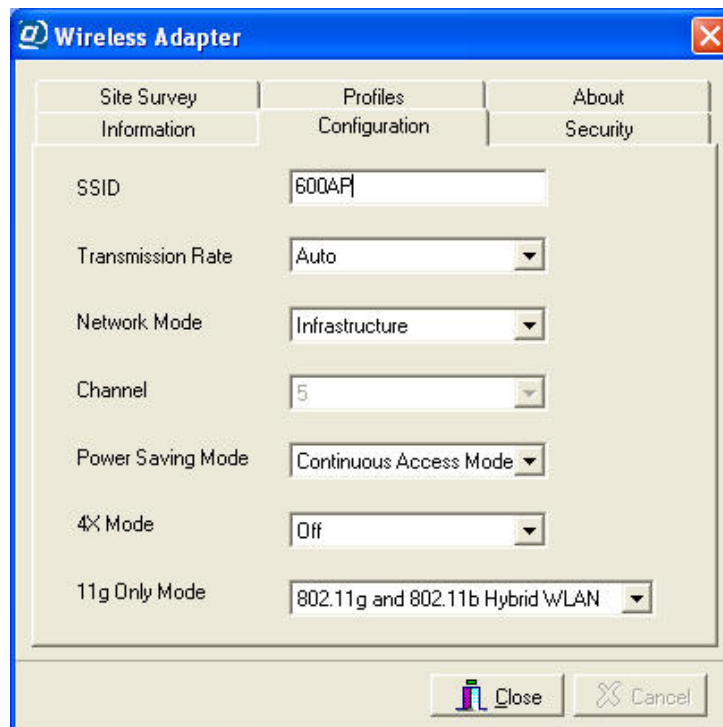 Wireless Adapter
Site Survey Profiles About
Information Configuration Security
SSID 600AP
Transmission Rate Auto
Network Mode Infrastructure
Channel 5
Power Saving Mode Continuous Access Mode
4X Mode Off
11g Only Mode 802.11g and 802.11b Hybrid WLAN
Close Cancel